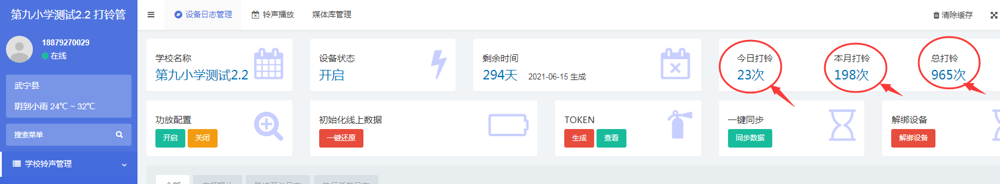 第九小学测试2.2 打铃管
设备日志管理
铃声播放
媒体库管理
清除缓存
18879270029
在线
武宁县
阴到小雨 24℃ ~ 32℃
搜索菜单
学校铃声管理
学校名称
第九小学测试2.2
设备状态
开启
剩余时间
294天 2021-06-15 生成
今日打铃
23次
本月打铃
198次
总打铃
965次
功放配置
开启 关闭
初始化线上数据
一键还原
TOKEN
生成 查看
一键同步
同步数据
解绑设备
解绑设备